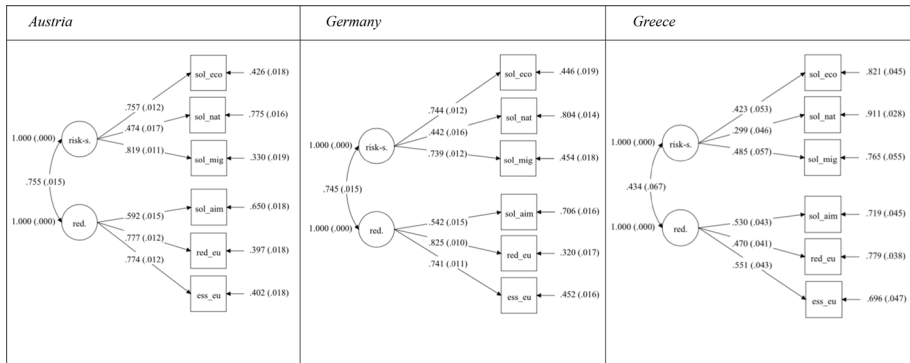 Austria
sol_eco
.426 (.018)
.757 (.012)
sol_nat
.775 (.016)
.474 (.017)
1.000 (.000)
risk-s.
.819 (.011)
sol_mig
.330 (.019)
.755 (.015)
sol_aim
.650 (.018)
.592 (.015)
1.000 (.000)
red.
.777 (.012)
red_eu
.397 (.018)
.774 (.012)
ess_eu
.402 (.018)
Germany
sol_eco
.446 (.019)
.744 (.012)
sol_nat
.804 (.014)
.442 (.016)
1.000 (.000)
risk-s.
.739 (.012)
sol_mig
.454 (.018)
.745 (.015)
sol_aim
.706 (.016)
.542 (.015)
1.000 (.000)
red.
.825 (.010)
red_eu
.320 (.017)
.741 (.011)
ess_eu
.452 (.016)
Greece
sol_eco
.821 (.045)
.423 (.053)
sol_nat
.911 (.028)
.299 (.046)
1.000 (.000)
risk-s.
.485 (.057)
sol_mig
.765 (.055)
.434 (.067)
sol_aim
.719 (.045)
.530 (.043)
1.000 (.000)
red.
.470 (.041)
red_eu
.779 (.038)
.551 (.043)
ess_eu
.696 (.047)